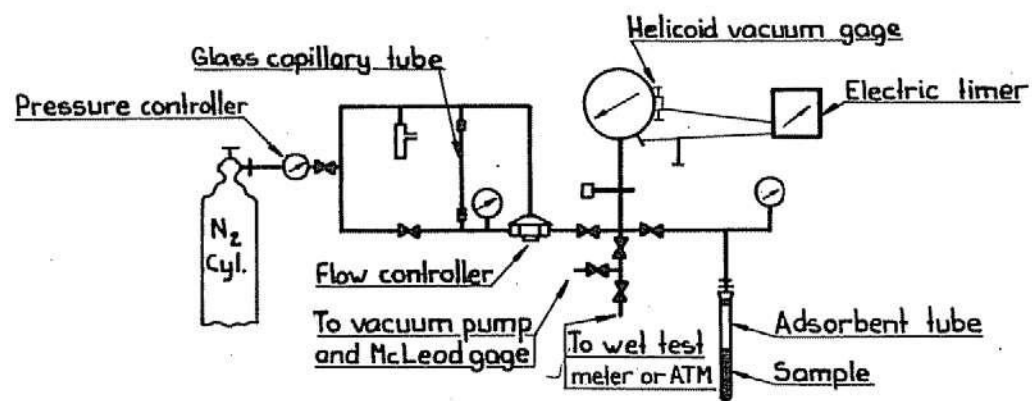 Helicoid vacuum gage
Glass capillary tube
Electric timer
Pressure controller
N2
Cyl.
Flow controller
To vacuum pump
and McLeod gage
To wet test
meter or ATM
Adsorbent tube
Sample